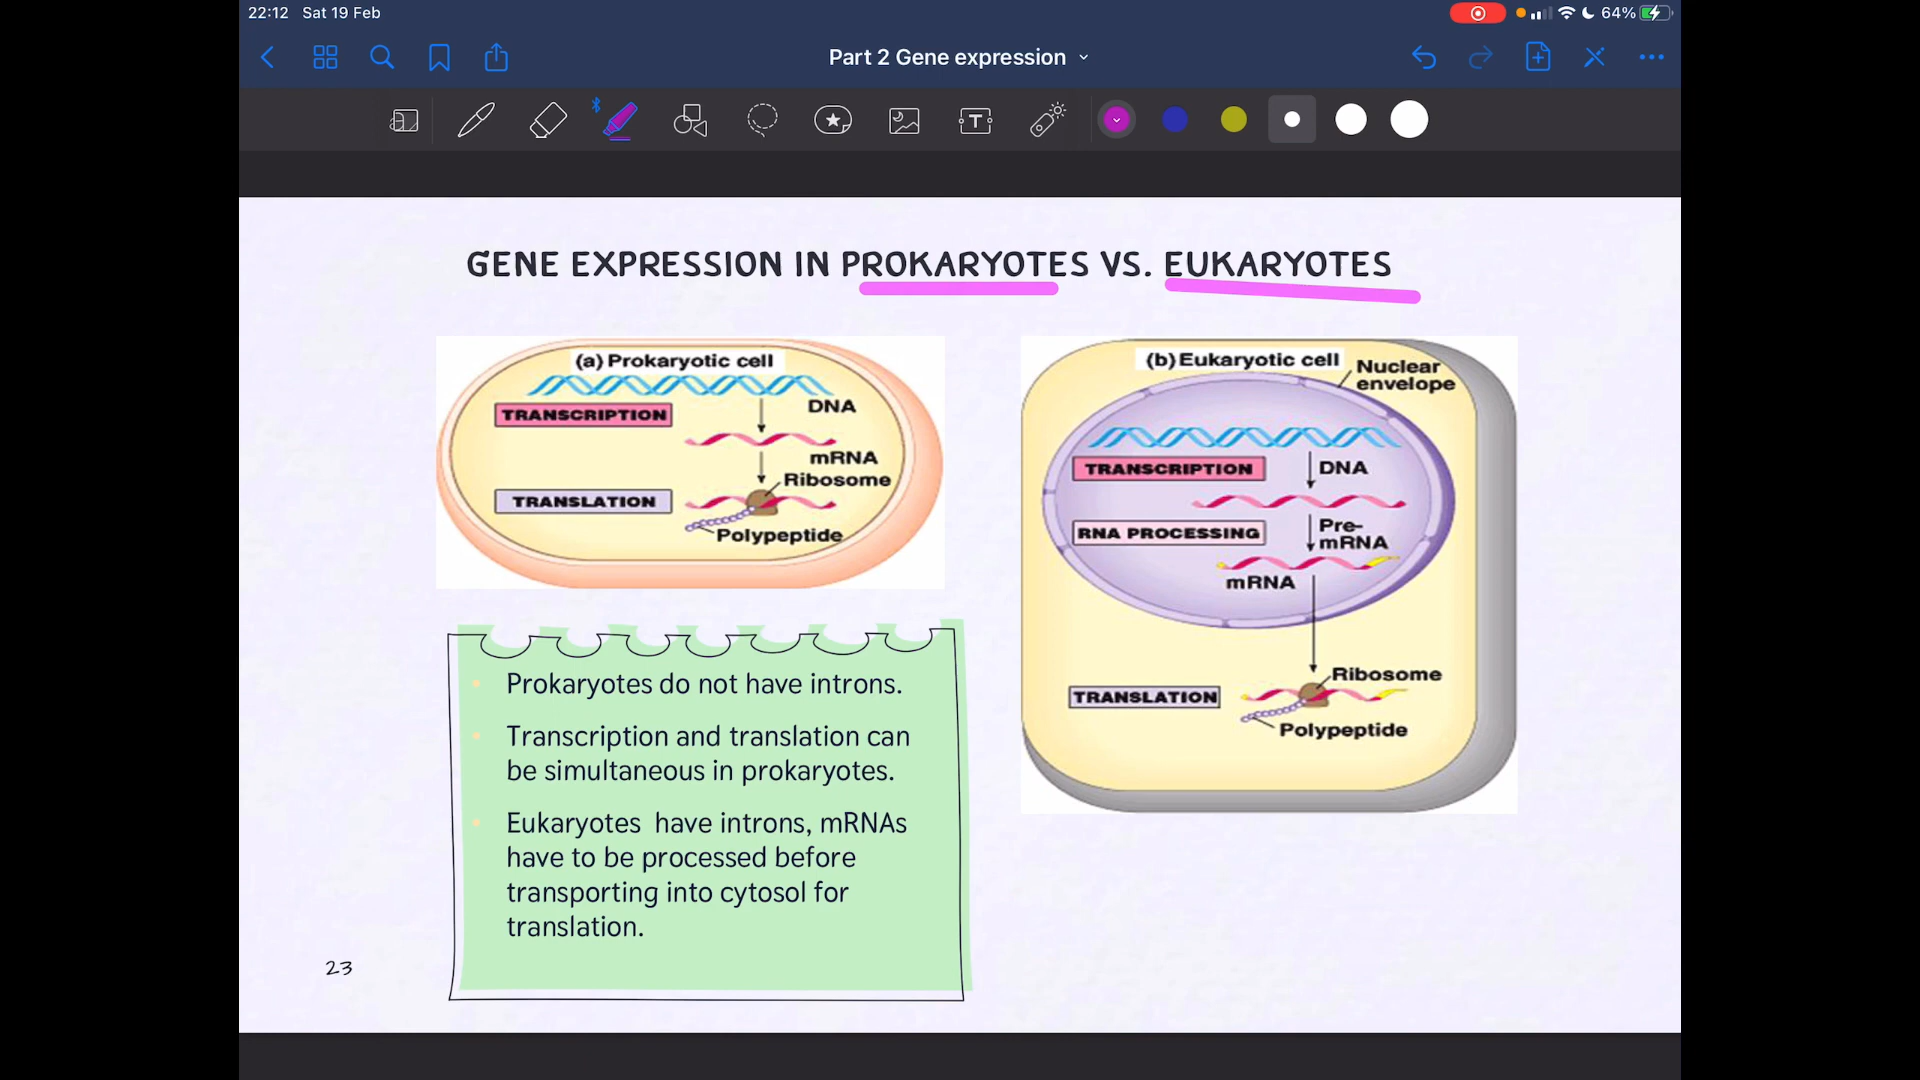 22:12 Sat 19 Feb
64%
Part 2 Gene expression
T
GENE EXPRESSION IN PROKARYOTES VS. EUKARYOTES
(a) Prokaryotic cell
TRANSCRIPTION
DNA
mRNA
Ribosome
TRANSLATION
Polypeptide
(b) Eukaryotic cell
Nuclear
envelope
TRANSCRIPTION
DNA
RNA PROCESSING
Pre-
mRNA
mRNA
Ribosome
TRANSLATION
Polypeptide
Prokaryotes do not have introns.
Transcription and translation can
be simultaneous in prokaryotes.
Eukaryotes have introns, mRNAs
have to be processed before
transporting into cytosol for
translation.
23